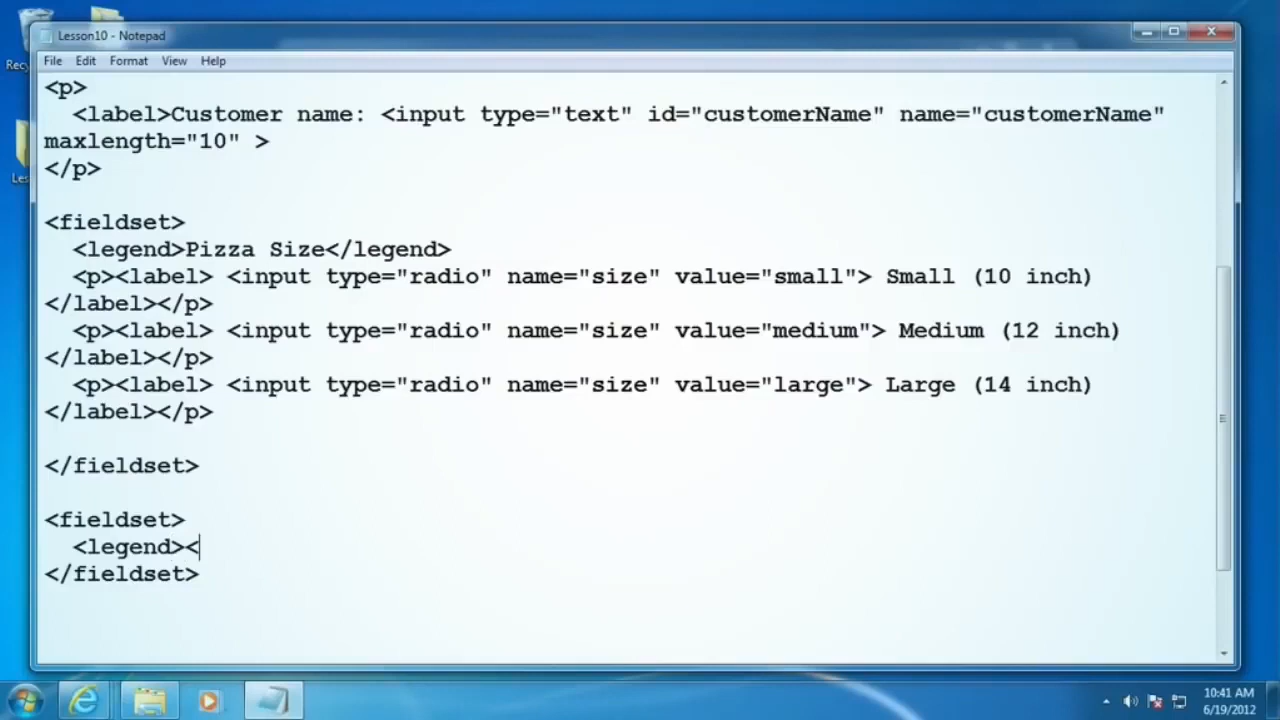 Lesson10 - Notepad
File Edit Format View Help
<p>
<label>Customer name: <input type="text" id="customerName" name="customerName"
maxlength="10" >
</p>
<fieldset>
<legend>Pizza Size</legend>
<p><label> <input type="radio" name="size" value="small"> Small (10 inch)
</label></p>
<p><label> <input type="radio" name="size" value="medium"> Medium (12 inch)
</label></p>
<p><label> <input type="radio" name="size" value="large"> Large (14 inch)
</label></p>
</fieldset>
<fieldset>
<legend><
</fieldset>
10:41 AM
6/19/2012